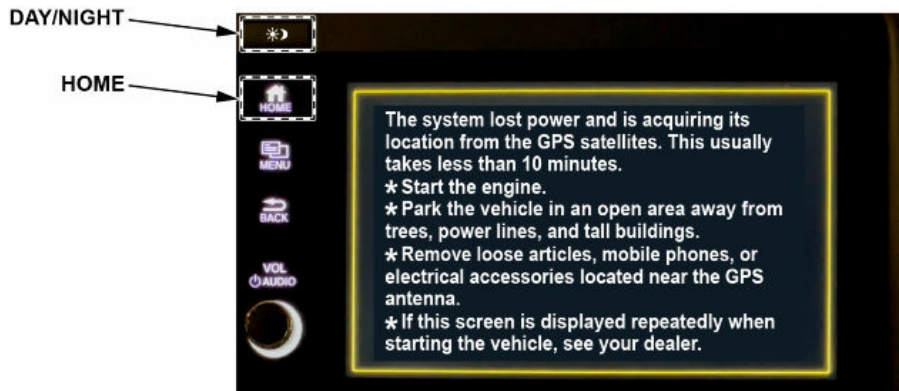 DAY/NIGHT
HOME
HOME
MENU
BACK
VOL
AUDIO
The system lost power and is acquiring its
location from the GPS satellites. This usually
takes less than 10 minutes.
* Start the engine.
* Park the vehicle in an open area away from
trees, power lines, and tall buildings.
* Remove loose articles, mobile phones, or
electrical accessories located near the GPS
antenna.
* If this screen is displayed repeatedly when
starting the vehicle, see your dealer.